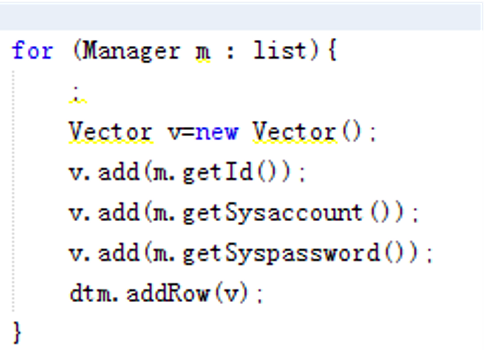 for (Manager m : list){
;
Vector v=new Vector();
v.add(m.getId());
v.add(m.getSysaccount());
v.add(m.getSyspassword());
dtm.addRow(v);
}